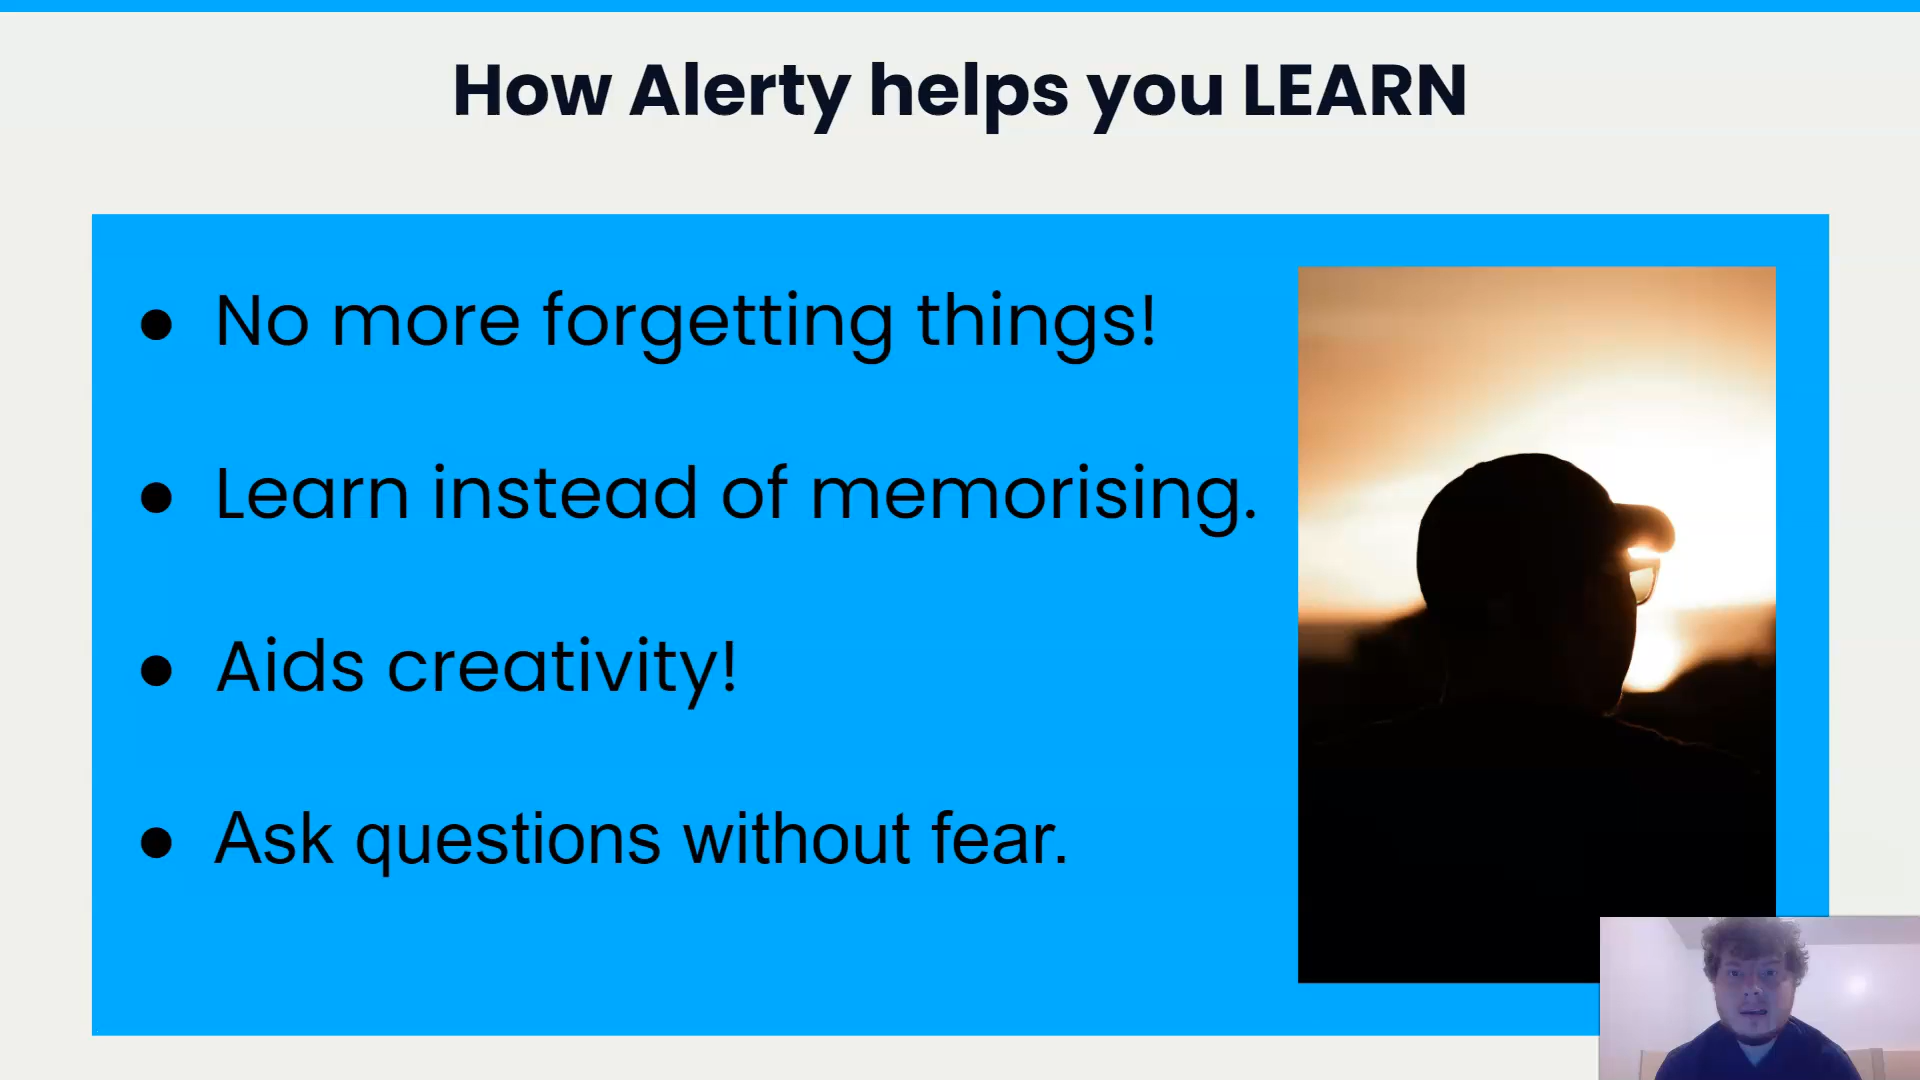 How Alerty helps you LEARN
● No more forgetting things!
● Learn instead of memorising.
● Aids creativity!
● Ask questions without fear.